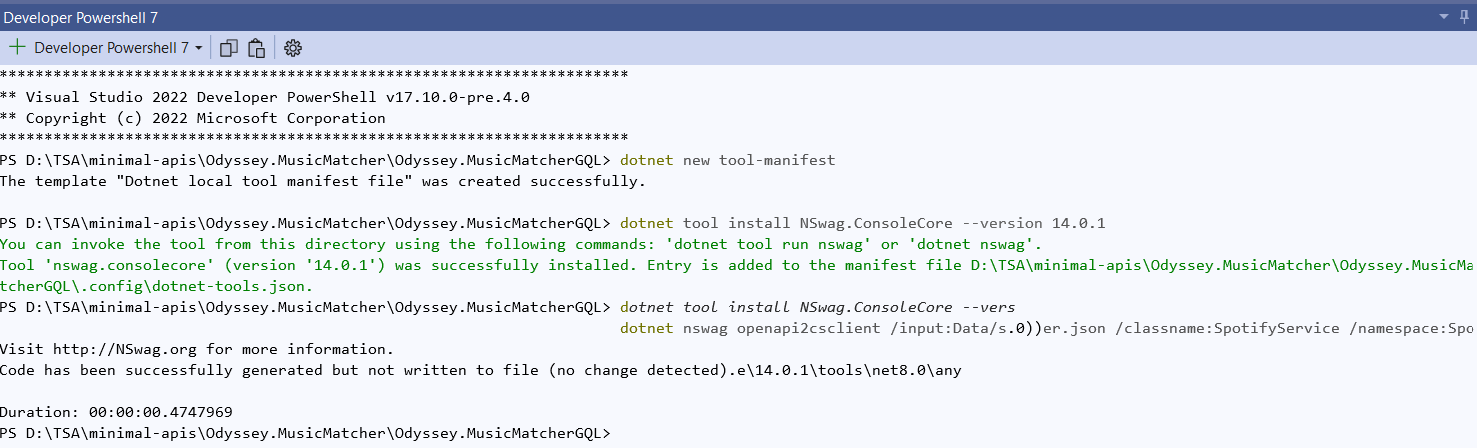 Developer Powershell 7
Developer Powershell 7
**********************************************************************
** Visual Studio 2022 Developer PowerShell v17.10.0-pre.4.0
** Copyright (c) 2022 Microsoft Corporation
**********************************************************************
PS D:\TSA\minimal-apis\Odyssey.MusicMatcher\Odyssey.MusicMatcherGQL> dotnet new tool-manifest
The template "Dotnet local tool manifest file" was created successfully.
PS D:\TSA\minimal-apis\Odyssey.MusicMatcher\Odyssey.MusicMatcherGQL> dotnet tool install NSwag.ConsoleCore --version 14.0.1
You can invoke the tool from this directory using the following commands: 'dotnet tool run nswag' or 'dotnet nswag'.
Tool 'nswag.consolecore' (version '14.0.1') was successfully installed. Entry is added to the manifest file D:\TSA\minimal-apis\Odyssey.MusicMatcher\Odyssey.MusicMa
tcherGQL\.config\dotnet-tools.json.
PS D:\TSA\minimal-apis\Odyssey.MusicMatcher\Odyssey.MusicMatcherGQL> dotnet tool install NSwag.ConsoleCore --vers
dotnet nswag openapi2csclient /input:Data/s.0))er.json /classname:SpotifyService /namespace:Spo
Visit http://NSwag.org for more information.
Code has been successfully generated but not written to file (no change detected).e\14.0.1\tools\net8.0\any
Duration: 00:00:00.4747969
PS D:\TSA\minimal-apis\Odyssey.MusicMatcher\Odyssey.MusicMatcherGQL>